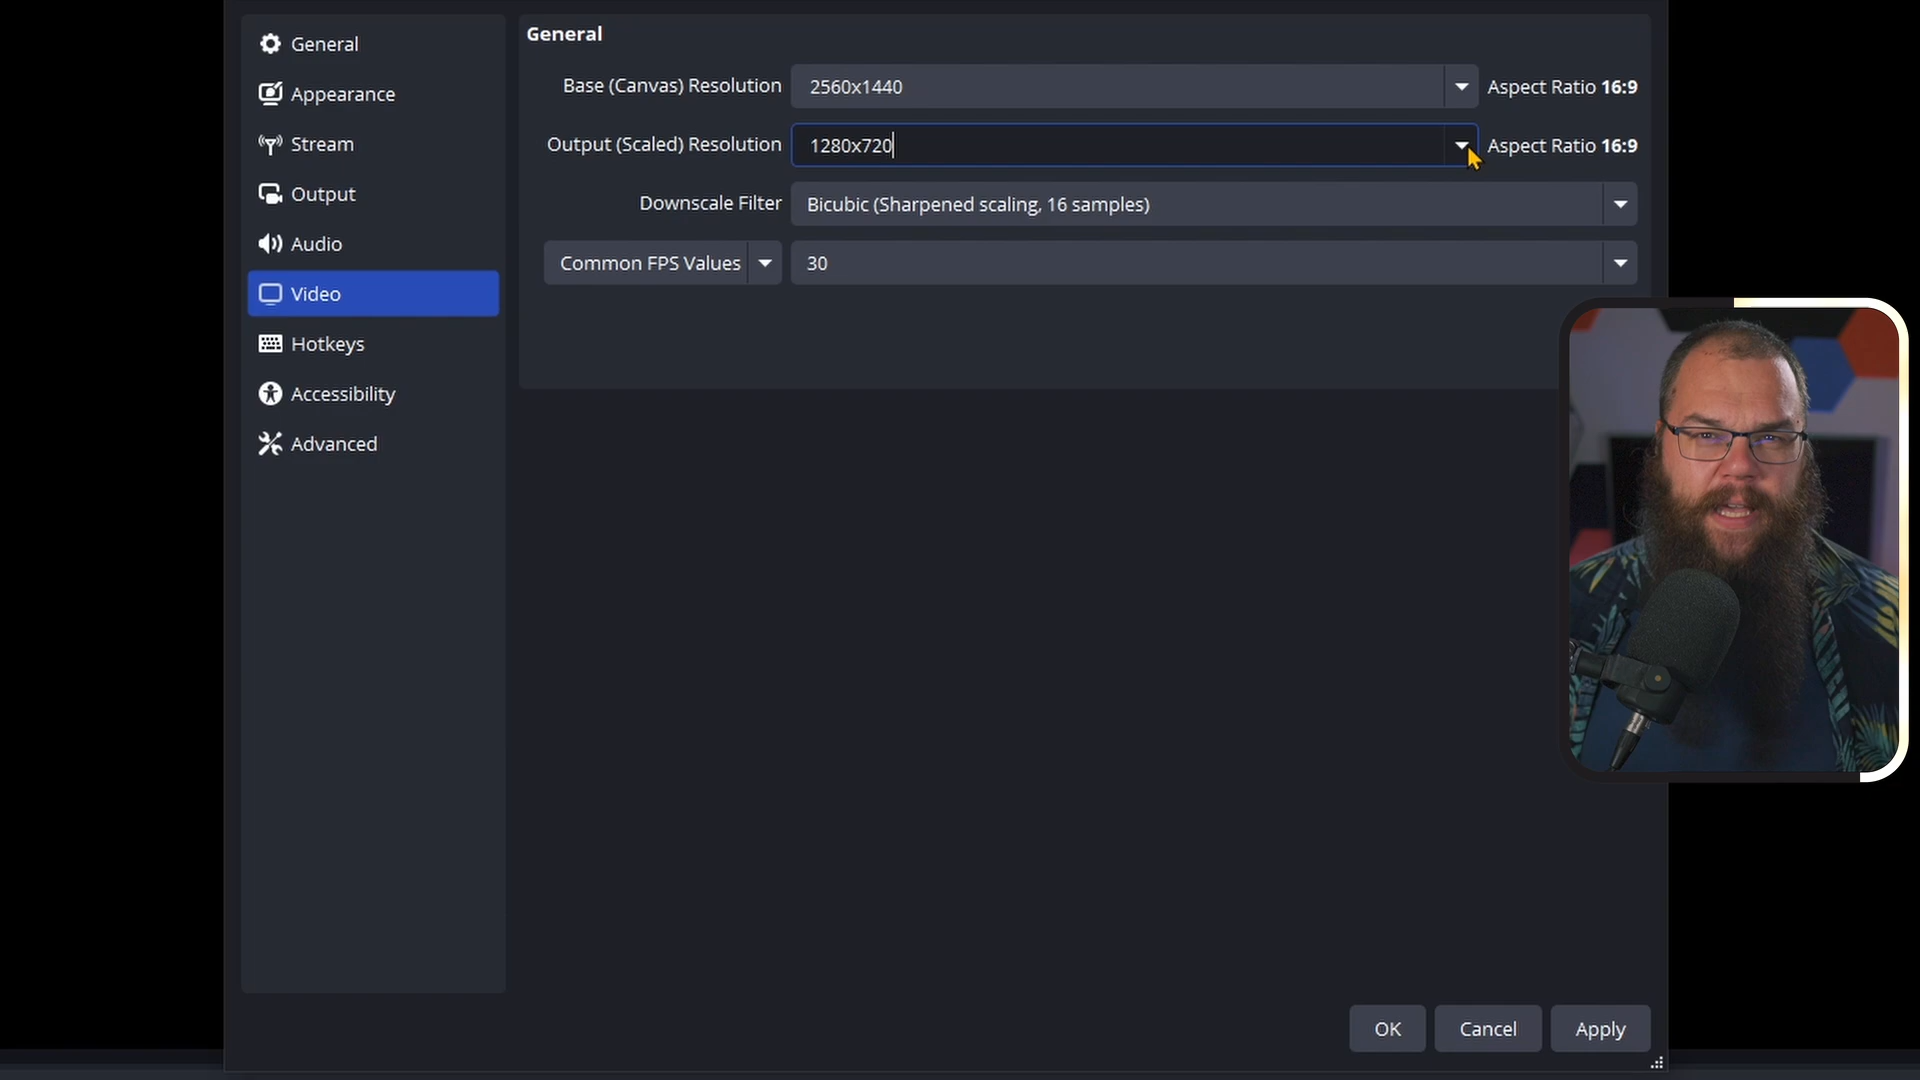 General
Appearance
Stream
Output
Audio
Video
Hotkeys
Accessibility
Advanced
General
Base (Canvas) Resolution 2560x1440 Aspect Ratio 16:9
Output (Scaled) Resolution 1280x720 Aspect Ratio 16:9
Downscale Filter Bicubic (Sharpened scaling, 16 samples)
Common FPS Values 30
OK Cancel Apply